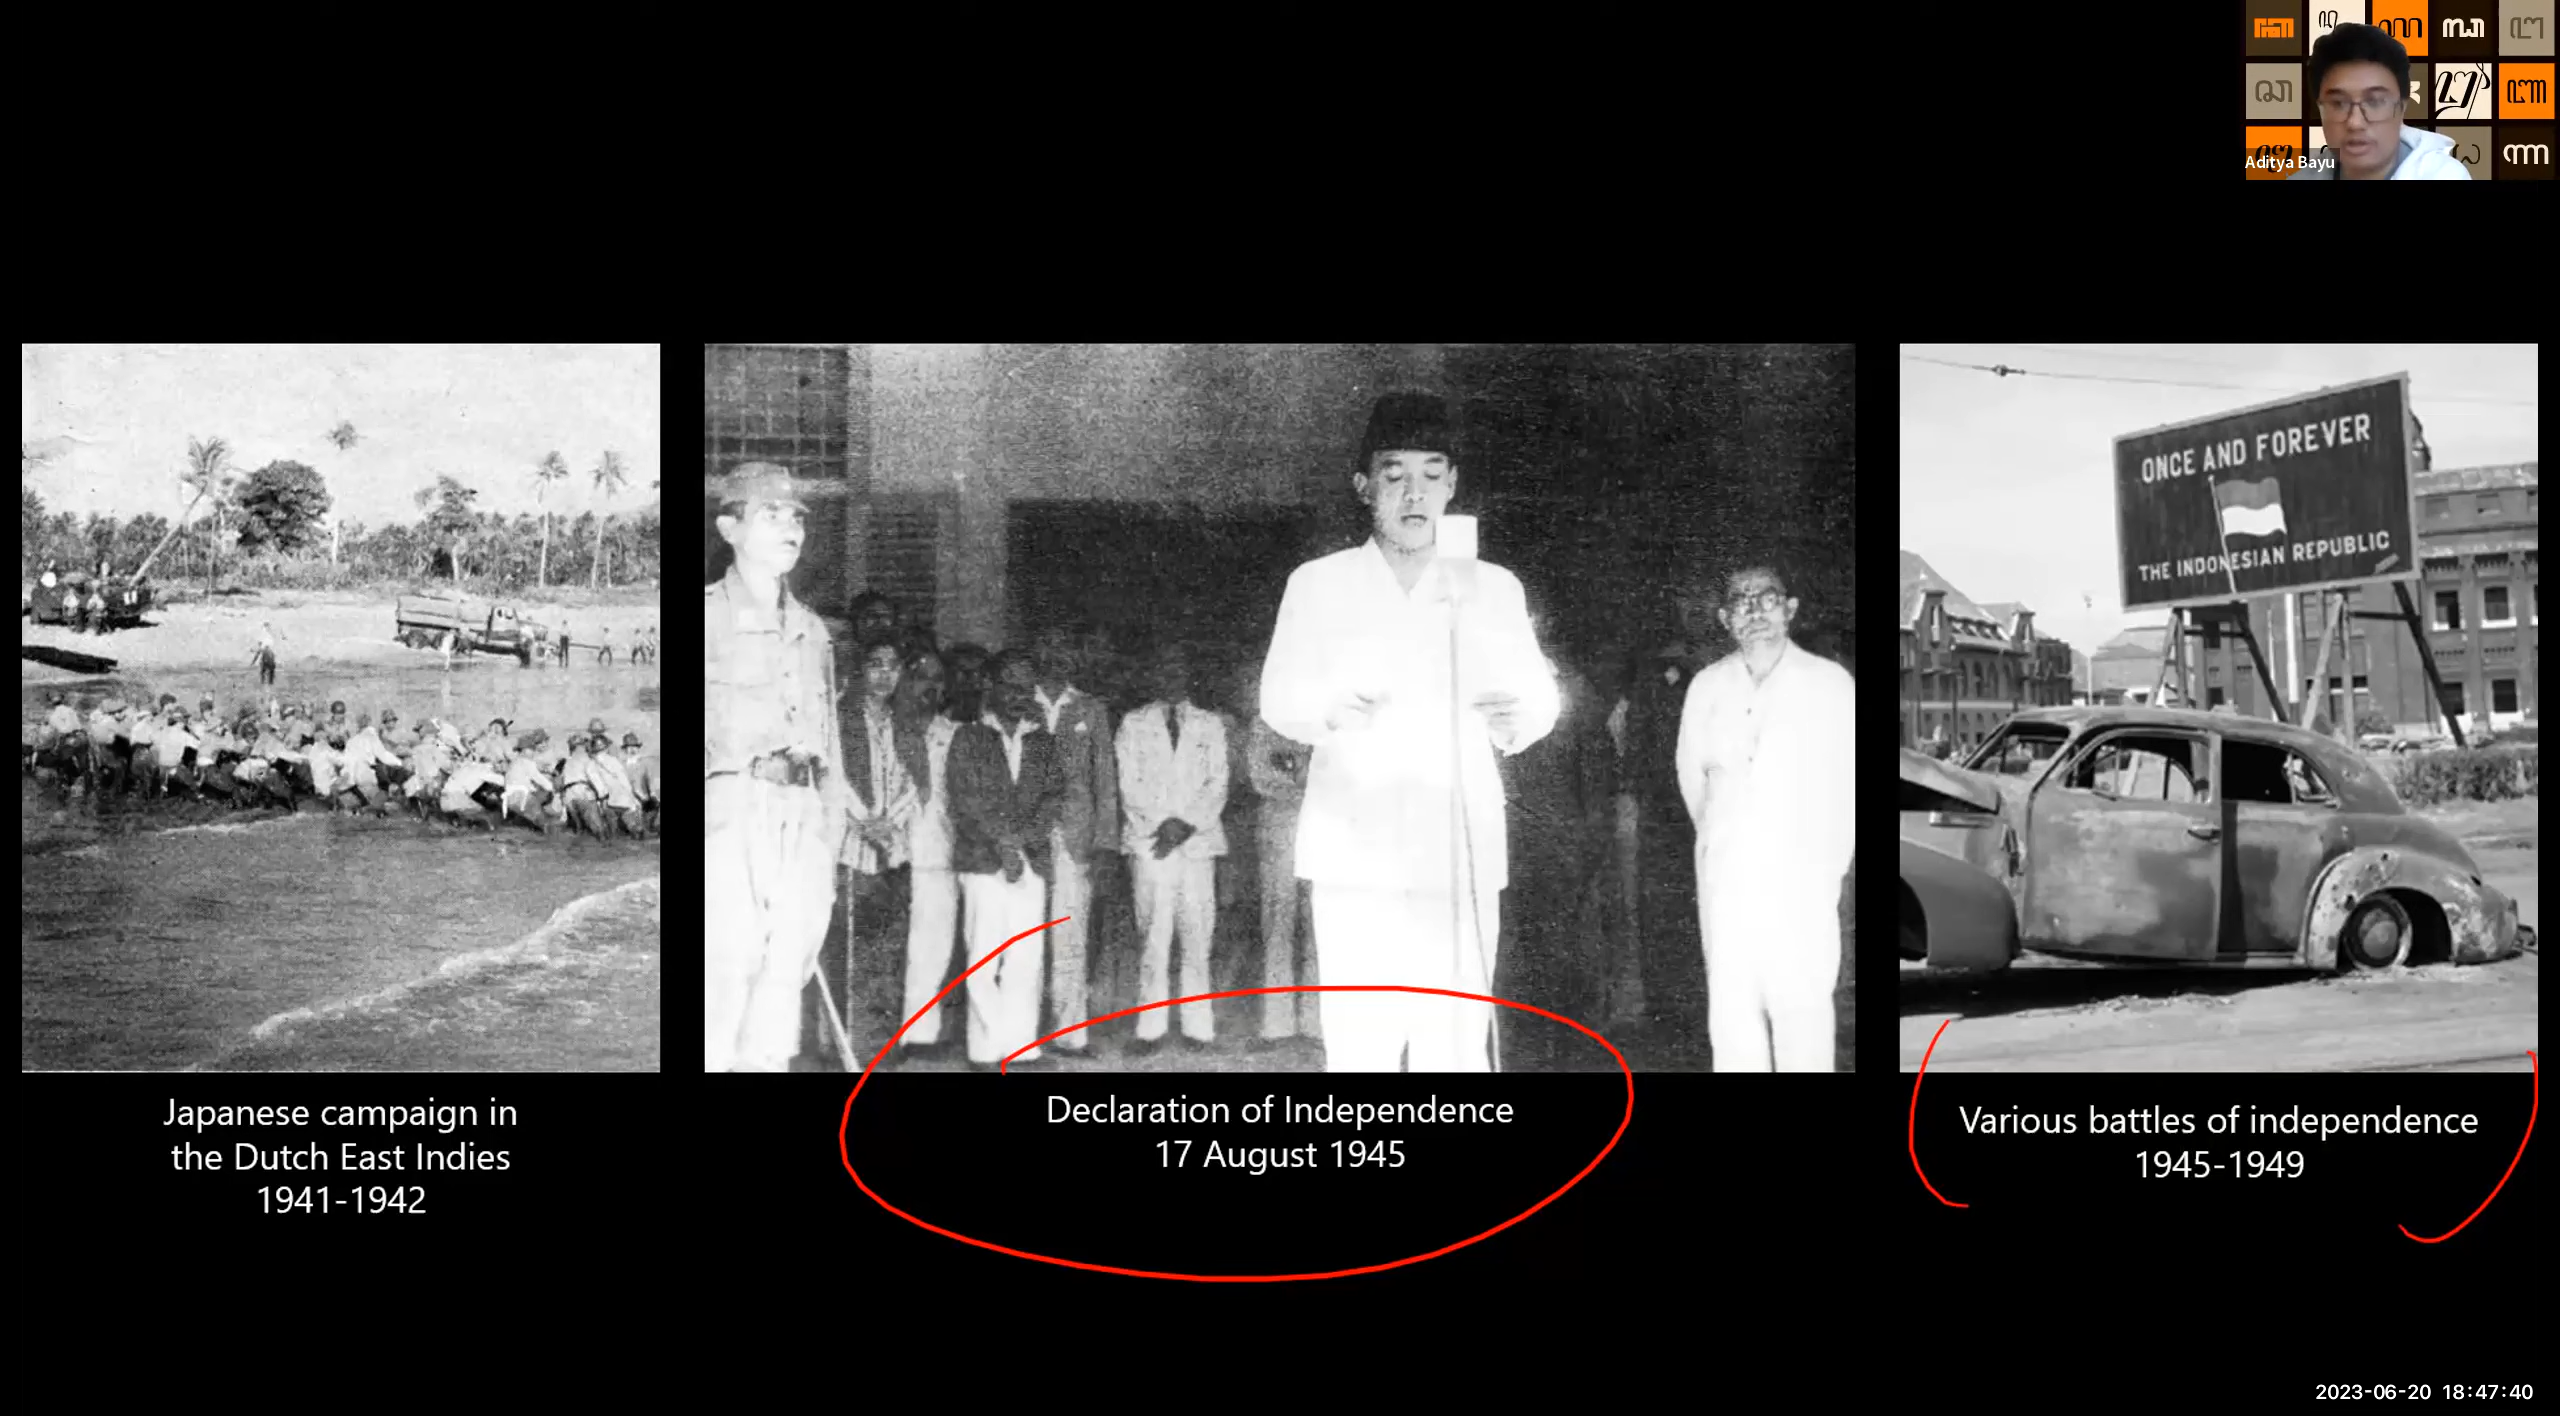 Aditya Bayu
ONCE AND FOREVER
THE INDONESIAN REPUBLIC
Japanese campaign in
the Dutch East Indies
1941-1942
Declaration of Independence
17 August 1945
Various battles of independence
1945-1949
2023-06-20 18:47:40